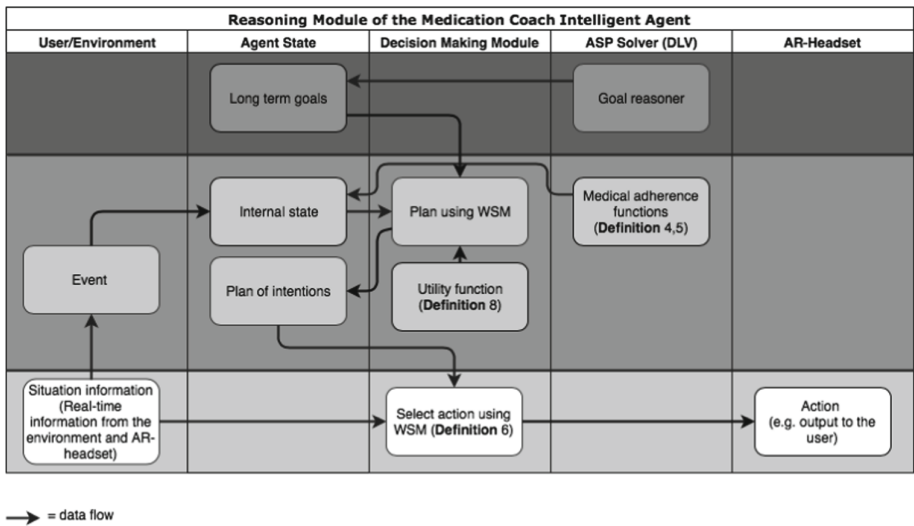 Reasoning Module of the Medication Coach Intelligent Agent
User/Environment
Agent State
Decision Making Module
ASP Solver (DLV)
AR-Headset
Long term goals
Goal reasoner
Internal state
Plan using WSM
Medical adherence
functions
(Definition 4,5)
Event
Plan of intentions
Utility function
(Definition 8)
Situation information
(Real-time
information from the
environment and AR-
headset)
Select action using
WSM (Definition 6)
Action
(e.g. output to the
user)
= data flow